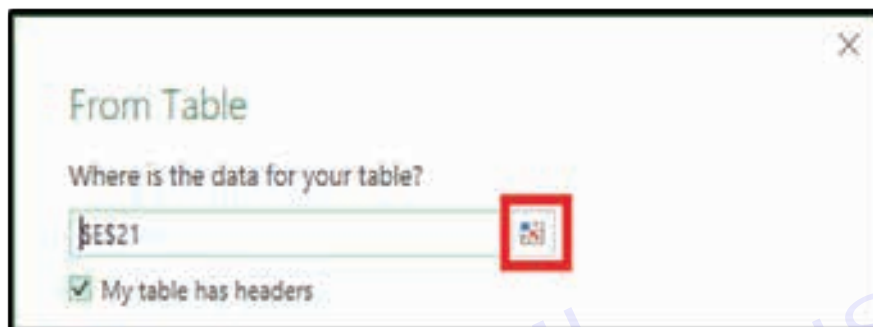 From Table
Where is the data for your table?
$E$21
My table has headers